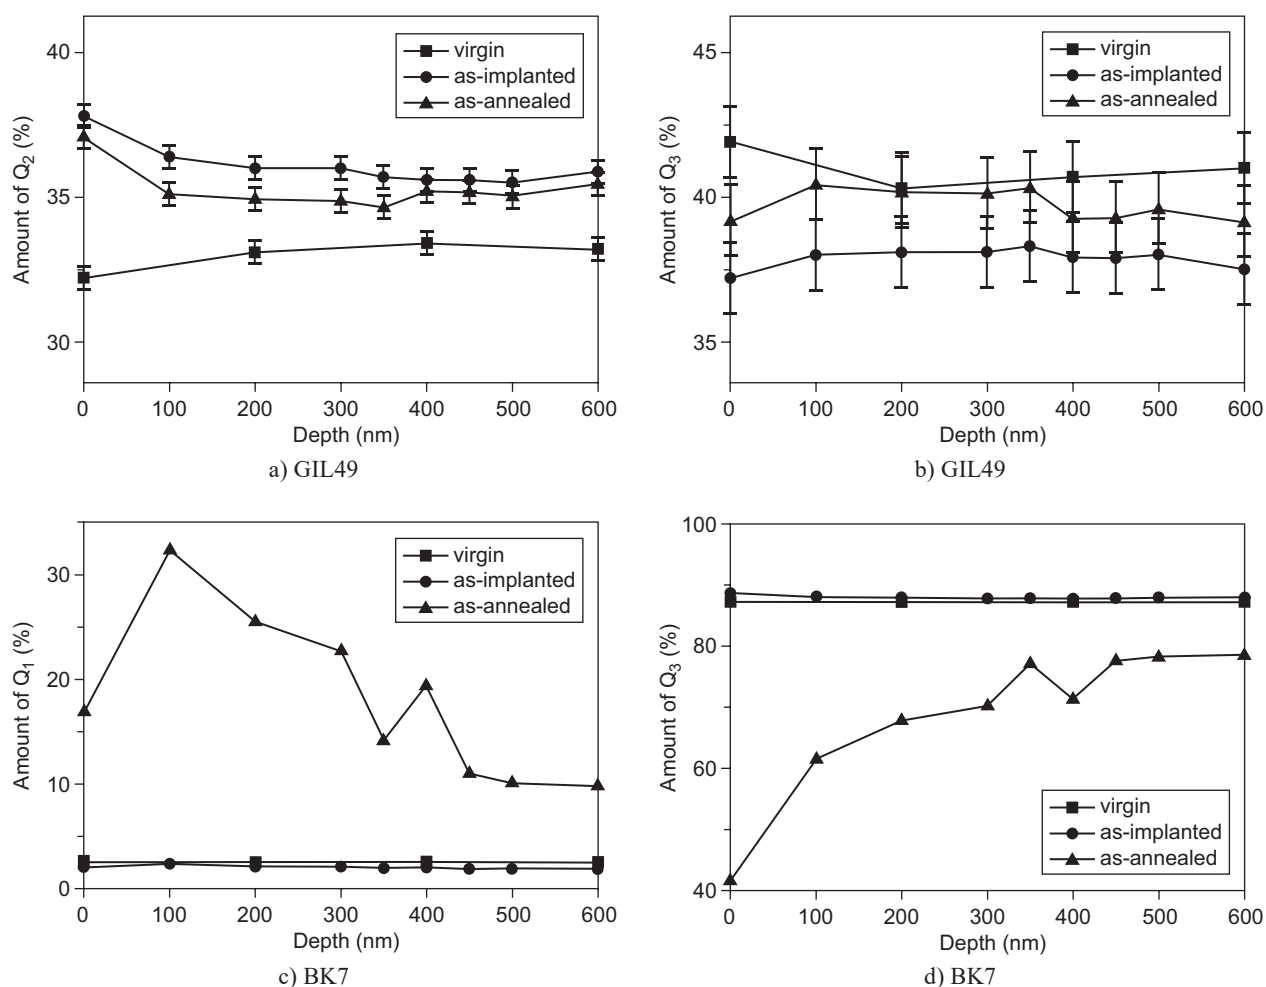 40
35
30
Amount of Q2 (%)
virgin
as-implanted
as-annealed
0 100 200 300 400 500 600
Depth (nm)
a) GIL49
45
40
35
Amount of Q3 (%)
virgin
as-implanted
as-annealed
0 100 200 300 400 500 600
Depth (nm)
b) GIL49
30
20
10
0
Amount of Q1 (%)
virgin
as-implanted
as-annealed
0 100 200 300 400 500 600
Depth (nm)
c) BK7
100
80
60
40
Amount of Q3 (%)
virgin
as-implanted
as-annealed
0 100 200 300 400 500 600
Depth (nm)
d) BK7